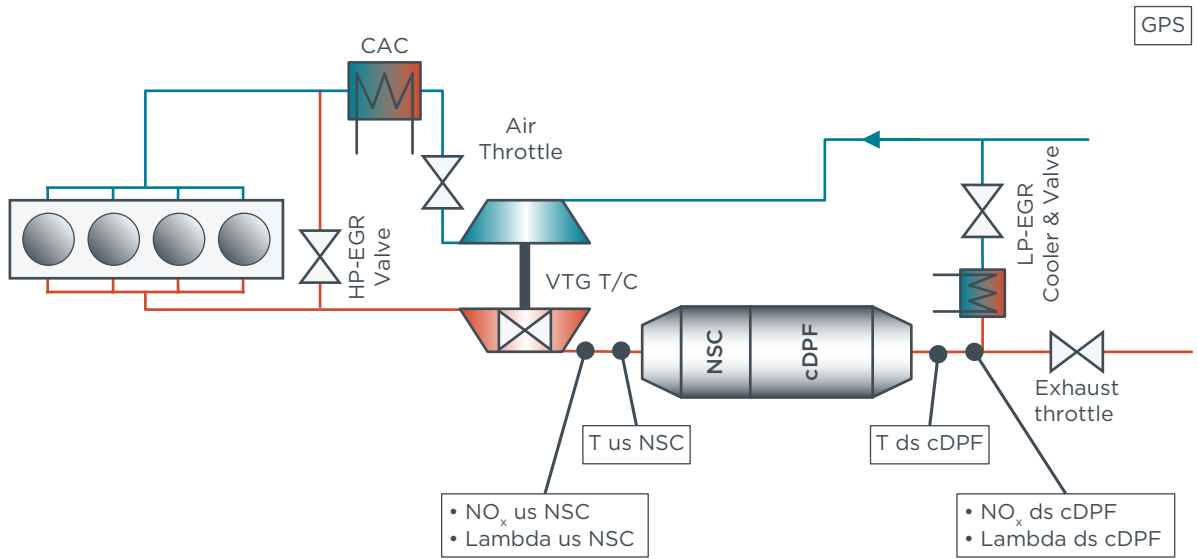 GPS
CAC
Air
Throttle
HP-EGR
Valve
VTG T/C
LP-EGR
Cooler & Valve
NSC
cDPF
Exhaust
throttle
T us NSC
T ds cDPF
• NOₓ us NSC
• Lambda us NSC
• NOₓ ds cDPF
• Lambda ds cDPF